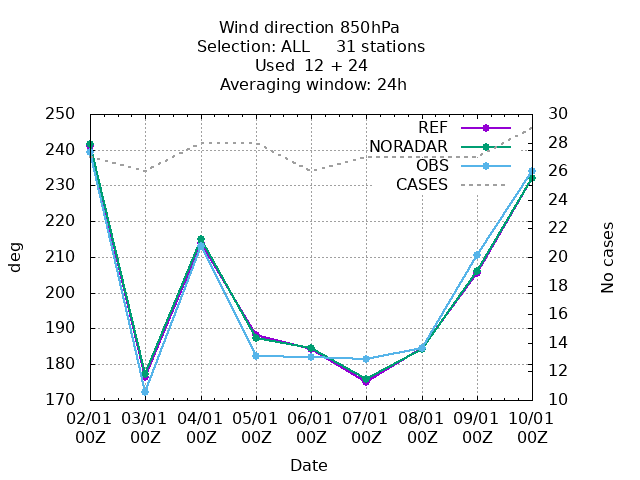 Wind direction 850hPa
Selection: ALL     31 stations
Used  12 + 24
Averaging window: 24h
250
240
230
220
210
200
190
180
170
deg
30
28
26
24
22
20
18
16
14
12
10
No cases
REF
NORADAR
OBS
CASES
02/01 03/01 04/01 05/01 06/01 07/01 08/01 09/01 10/01
00Z 00Z 00Z 00Z 00Z 00Z 00Z 00Z 00Z
Date